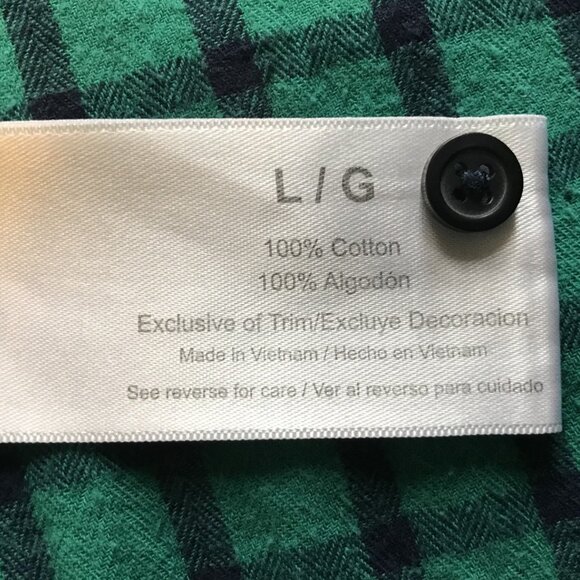 L / G
100% Cotton
100% Algodón
Exclusive of Trim/Excluye Decoracion
Made in Vietnam / Hecho en Vietnam
See reverse for care / Ver al reverso para cuidado